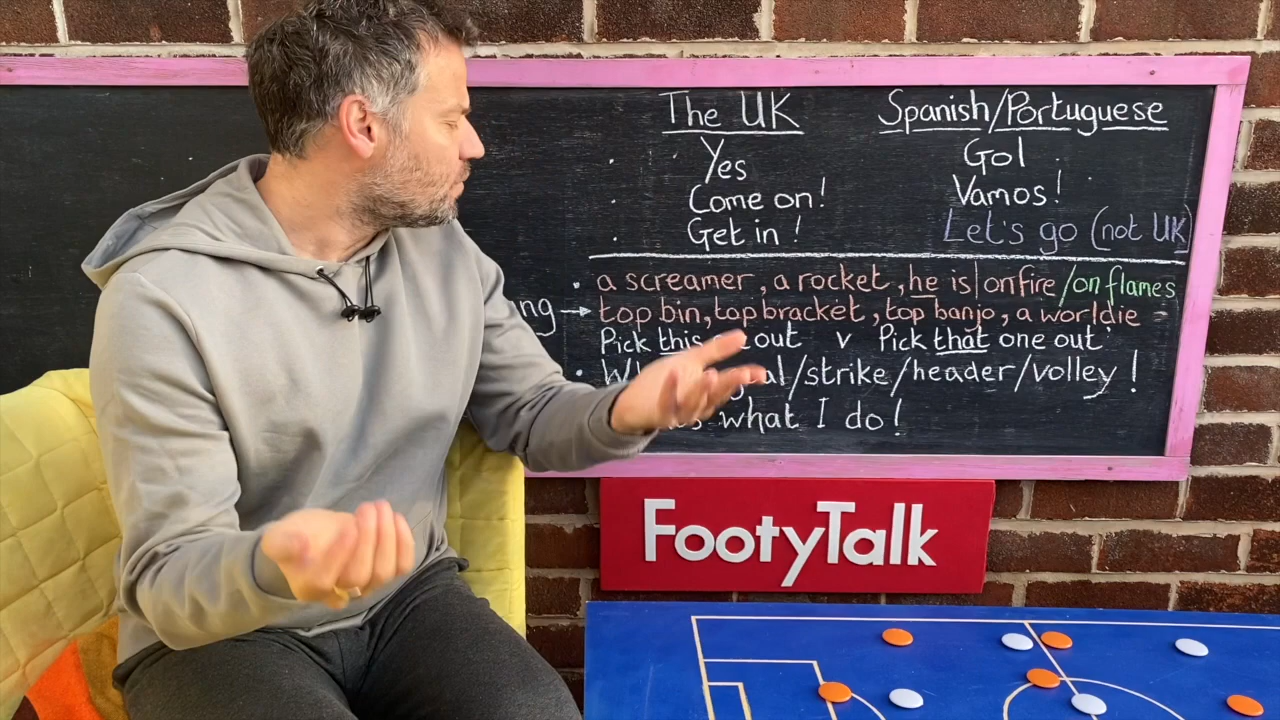 The UK Spanish/Portuguese
Yes Gol
Come on! Vamos!
Get in! Let's go (not UK)
a screamer, a rocket, he is on fire/on flames
top bin, top bracket, top banjo, a worldie
Pick this out v Pick that one out
/strike/header/volley!
what I do!
FootyTalk